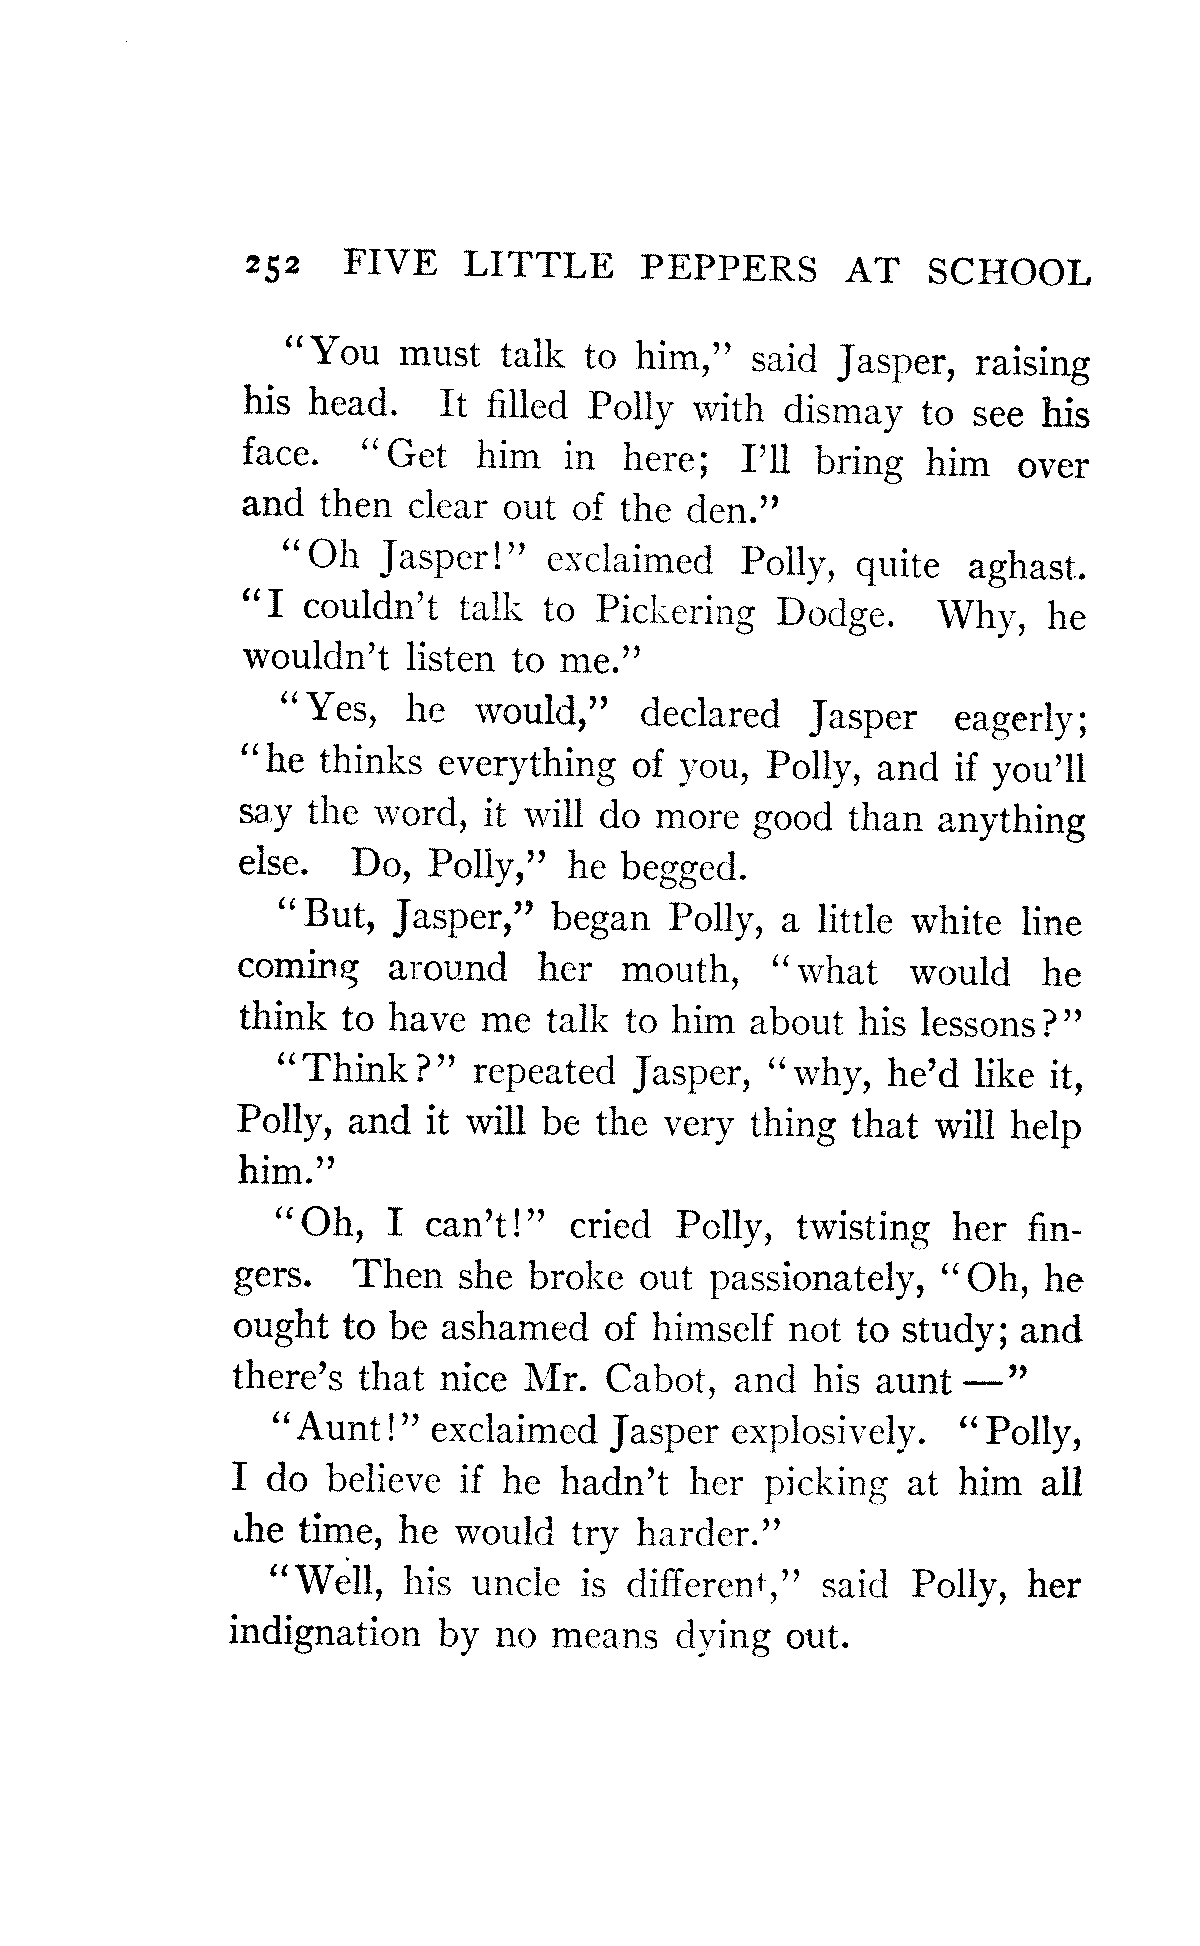 252 FIVE LITTLE PEPPERS AT SCHOOL
"You must talk to him," said Jasper, raising
his head. It filled Polly with dismay to see his
face. "Get him in here; I'll bring him over
and then clear out of the den."
"Oh Jasper!" exclaimed Polly, quite aghast.
"I couldn't talk to Pickering Dodge. Why, he
wouldn't listen to me."
"Yes, he would," declared Jasper eagerly;
"he thinks everything of you, Polly, and if you'll
say the word, it will do more good than anything
else. Do, Polly," he begged.
"But, Jasper," began Polly, a little white line
coming around her mouth, "what would he
think to have me talk to him about his lessons?"
"Think?" repeated Jasper, "why, he'd like it,
Polly, and it will be the very thing that will help
him."
"Oh, I can't!" cried Polly, twisting her fin-
gers. Then she broke out passionately, "Oh, he
ought to be ashamed of himself not to study; and
there's that nice Mr. Cabot, and his aunt —"
"Aunt!" exclaimed Jasper explosively. "Polly,
I do believe if he hadn't her picking at him all
the time, he would try harder."
"Well, his uncle is different," said Polly, her
indignation by no means dying out.